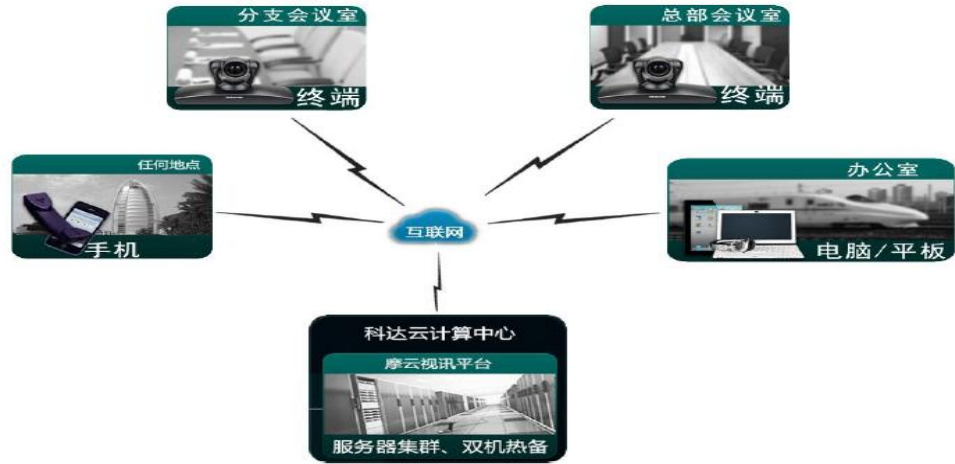 分支会议室
终端
总部会议室
终端
任何地点
手机
办公室
电脑/平板
互联网
科达云计算中心
摩云视讯平台
服务器集群、双机热备